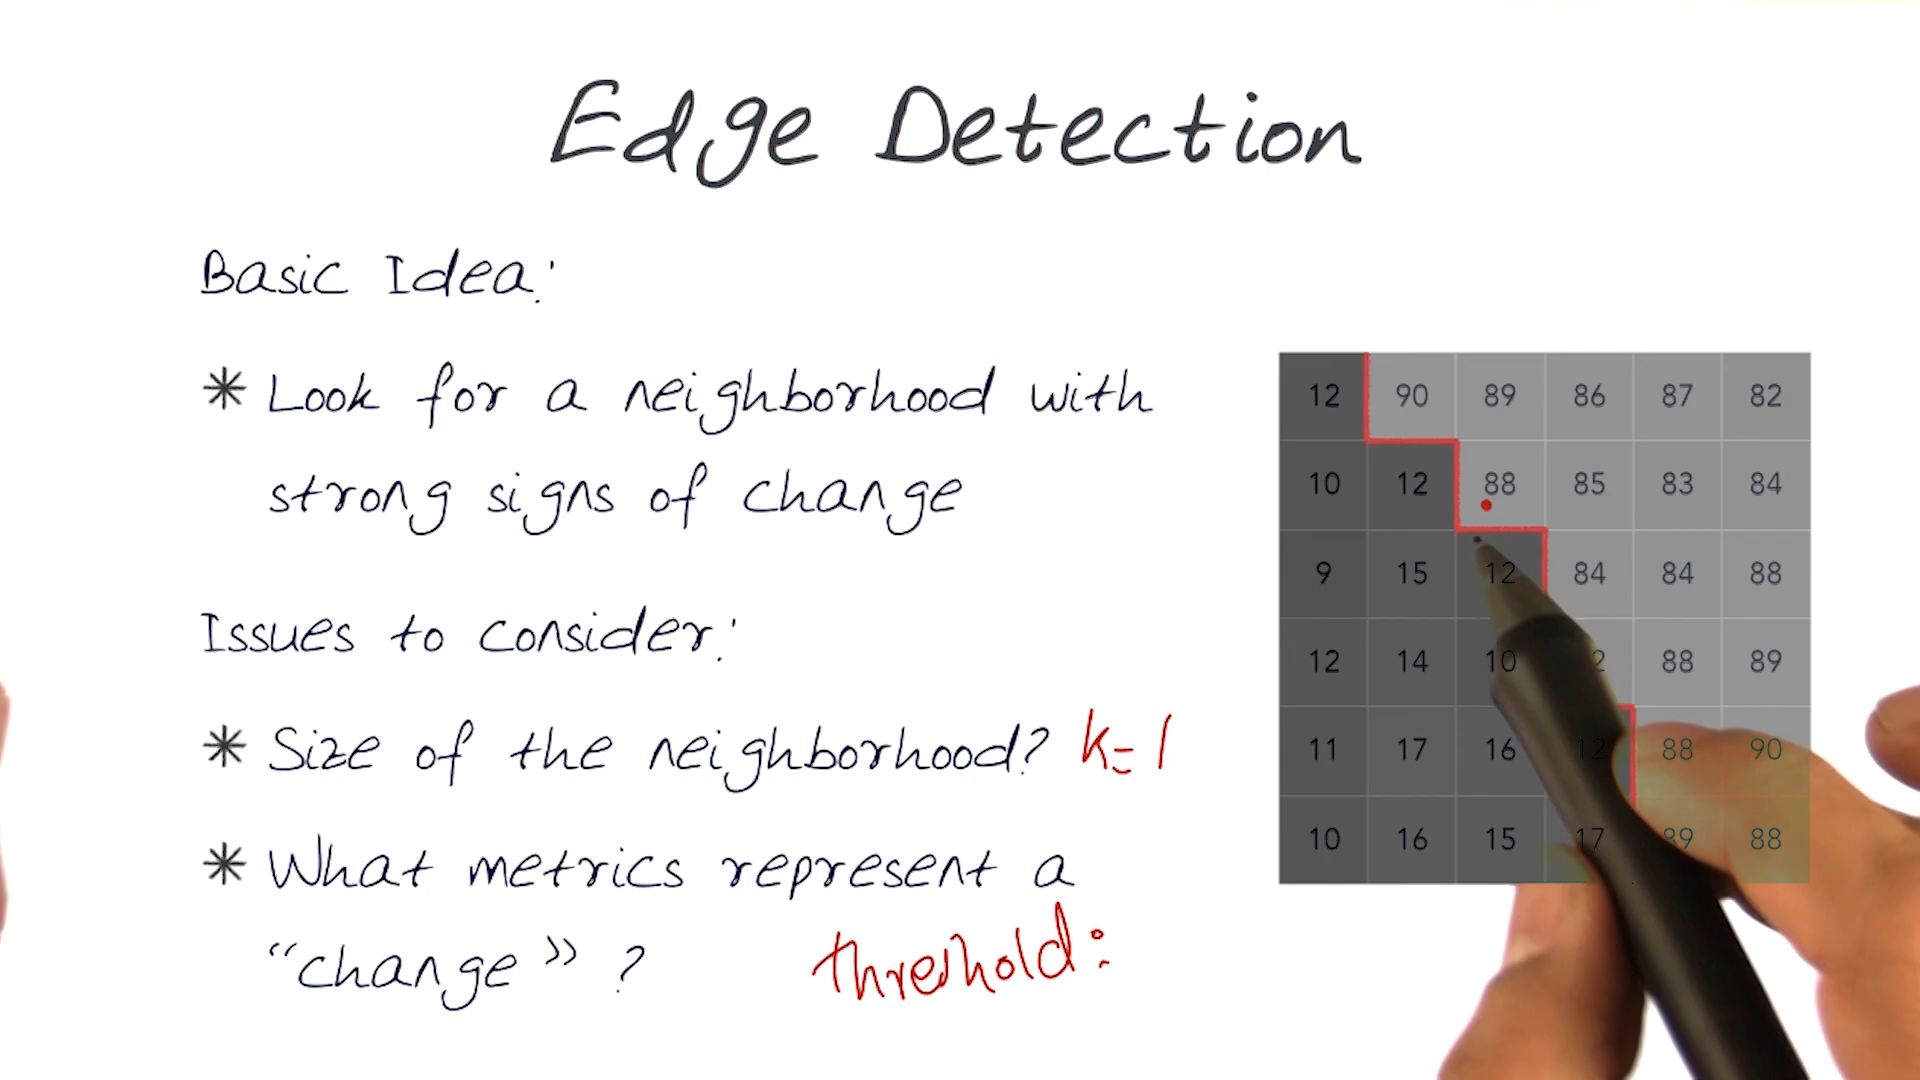 Edge Detection
Basic Idea:
* Look for a neighborhood with
strong signs of change
Issues to consider:
* Size of the neighborhood? k=1
* What metrics represent a
"change"? threshold:
12 90 89 86 87 82
10 12 88 85 83 84
9 15 12 84 84 88
12 14 10 88 89
11 17 16 12 88 90
10 16 15 17 89 88